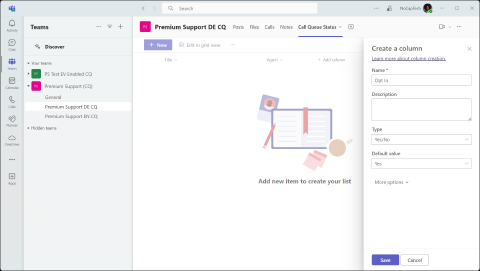 Search
NoCopTech
Activity
Chat
Teams
Calendar
Calls
OneDrive
Apps
Teams
Discover
Your teams
PS Test EV Enabled CQ
Premium Support (CQ)
General
Premium Support DE CQ
Premium Support EN CQ
Hidden teams
Premium Support DE CQ
Posts
Files
Calls
Notes
Call Queue Status
New
Edit in grid view
Title
Agent
Add column
Add new item to create your list
Create a column
Learn more about column creation.
Name *
Opt In
Description
Type
Yes/No
Default value
Yes
More options
Save
Cancel